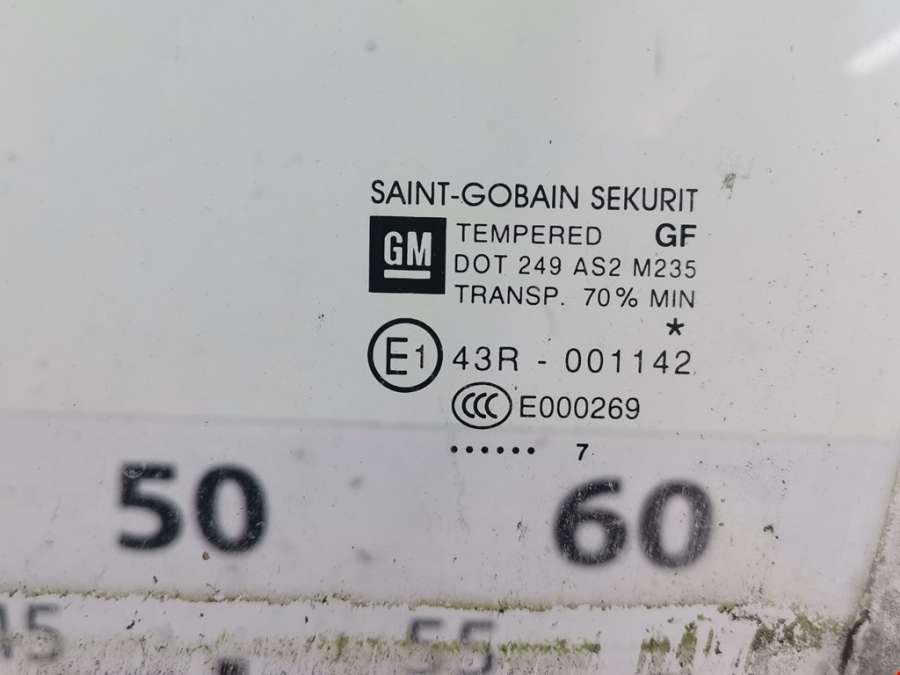 SAINT-GOBAIN SEKURIT
GM TEMPERED GF
DOT 249 AS2 M235
TRANSP. 70% MIN
*
E1 43R - 001142
CCC E000269
...... 7
50 60
45 55